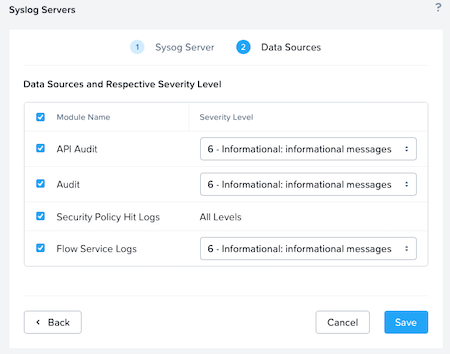 Syslog Servers ?
1 Sysog Server 2 Data Sources
Data Sources and Respective Severity Level
Module Name Severity Level
API Audit 6 - Informational: informational messages
Audit 6 - Informational: informational messages
Security Policy Hit Logs All Levels
Flow Service Logs 6 - Informational: informational messages
Back Cancel Save